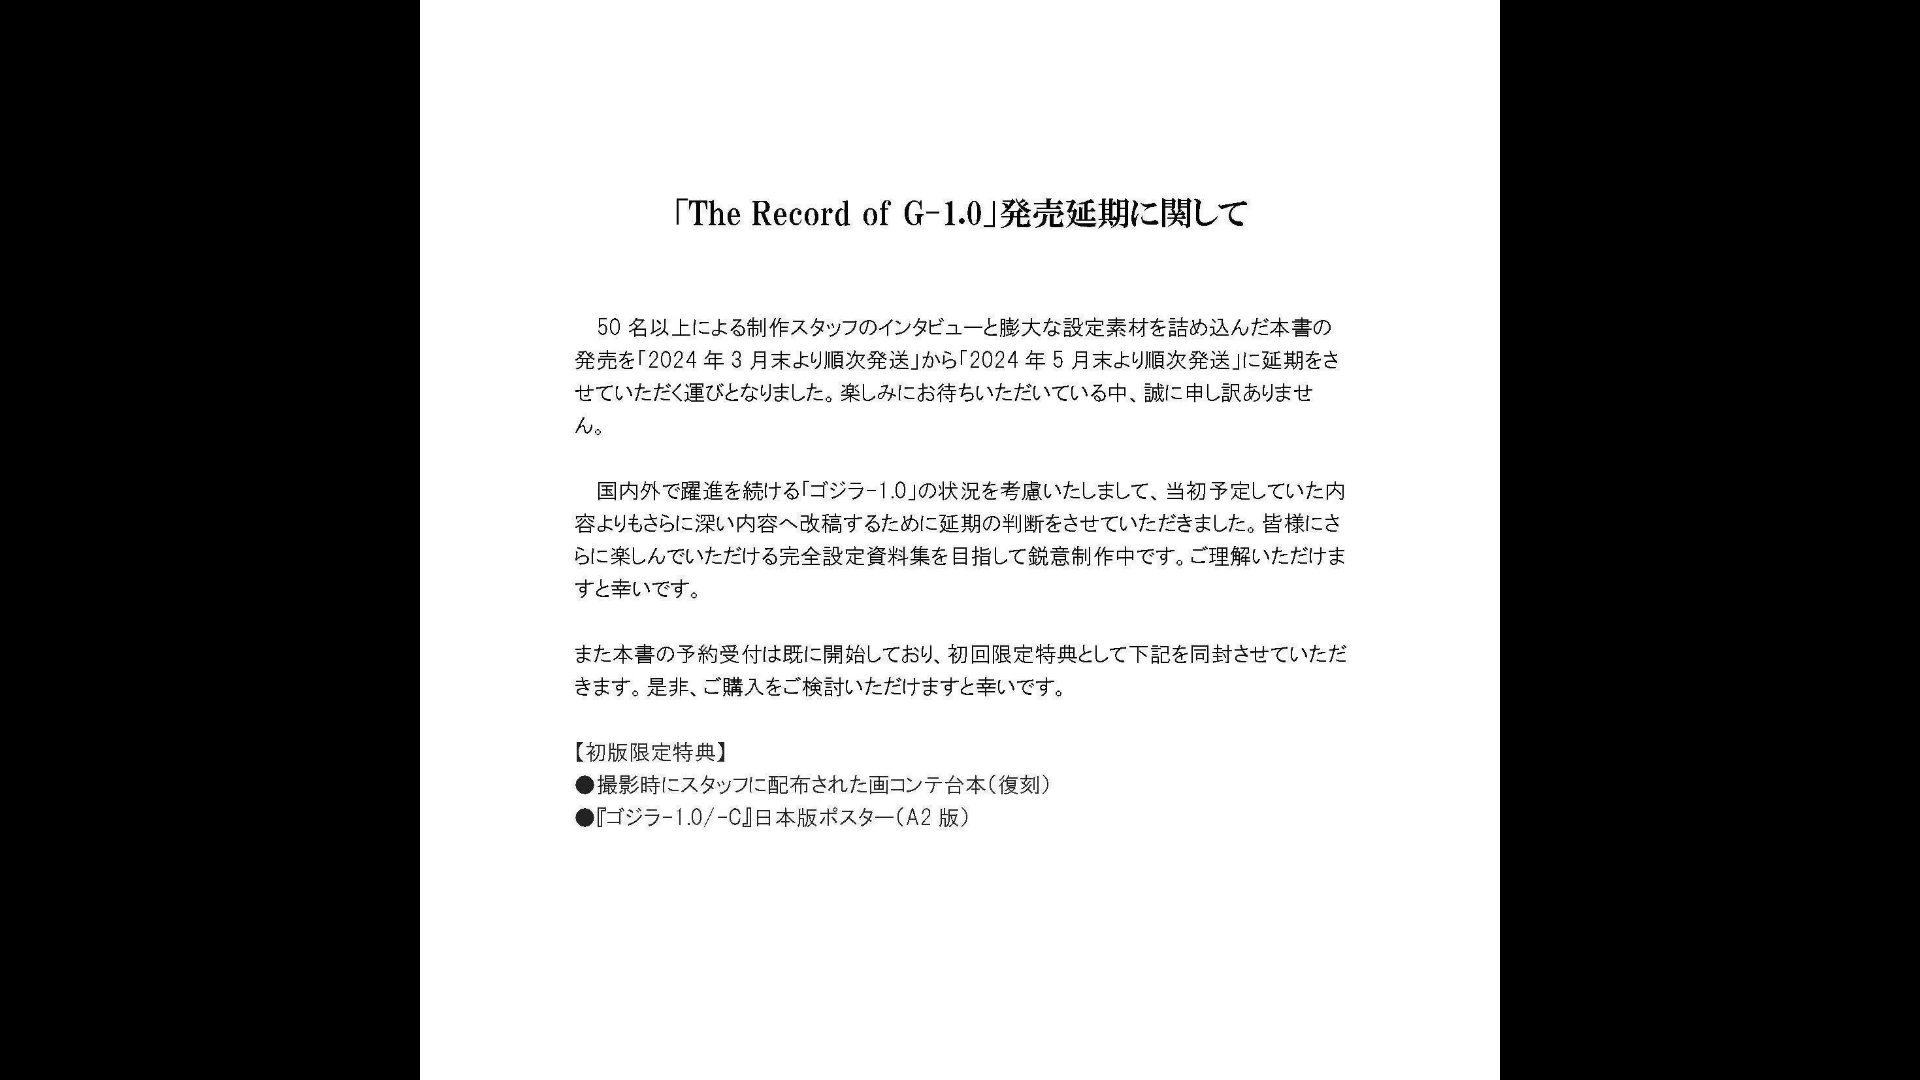 「The Record of G-1.0」発売延期に関して
50 名以上による制作スタッフのインタビューと膨大な設定素材を詰め込んだ本書の
発売を「2024 年 3 月末より順次発送」から「2024 年 5 月末より順次発送」に延期をさ
せていただく運びとなりました。楽しみにお待ちいただいている中、誠に申し訳ありませ
ん。
国内外で躍進を続ける「ゴジラ-1.0」の状況を考慮いたしまして、当初予定していた内
容よりもさらに深い内容へ改稿するために延期の判断をさせていただきました。皆様にさ
らに楽しんでいただける完全設定資料集を目指して鋭意制作中です。ご理解いただけま
すと幸いです。
また本書の予約受付は既に開始しており、初回限定特典として下記を同封させていただ
きます。是非、ご購入をご検討いただけますと幸いです。
【初版限定特典】
●撮影時にスタッフに配布された画コンテ台本（復刻）
●『ゴジラ-1.0/-C』日本版ポスター（A2 版）